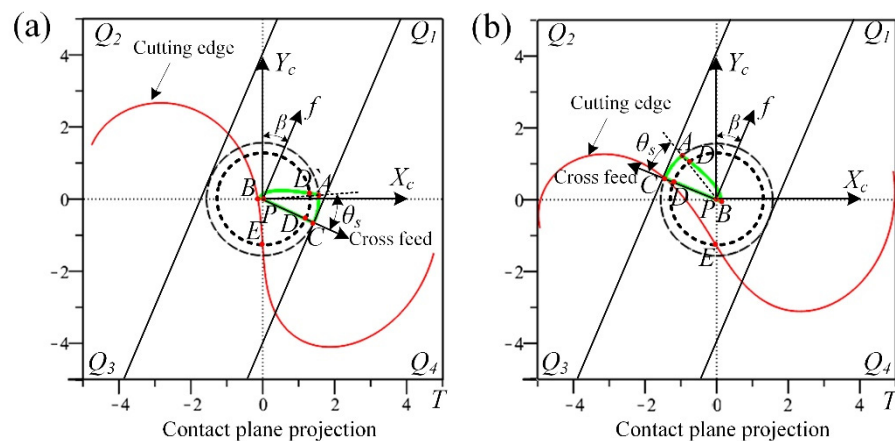 (a)
Q2
Q1
Cutting edge
Yc
f
β
4
2
0
-2
-4
B
D
A
Xc
P
θs
D
C
Cross feed
E
Q3
Q4
-4
-2
0
2
4
T
Contact plane projection
(b)
Q2
Q1
Yc
f
β
Cutting edge
4
2
0
-2
-4
θs
A
D
Cross feed
C
D
P
B
Xc
E
Q3
Q4
-4
-2
0
2
4
T
Contact plane projection